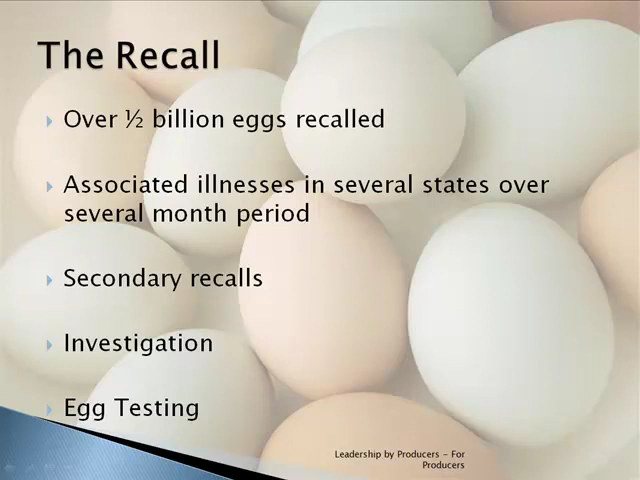 The Recall
Over ½ billion eggs recalled
Associated illnesses in several states over
several month period
Secondary recalls
Investigation
Egg Testing
Leadership by Producers – For
Producers